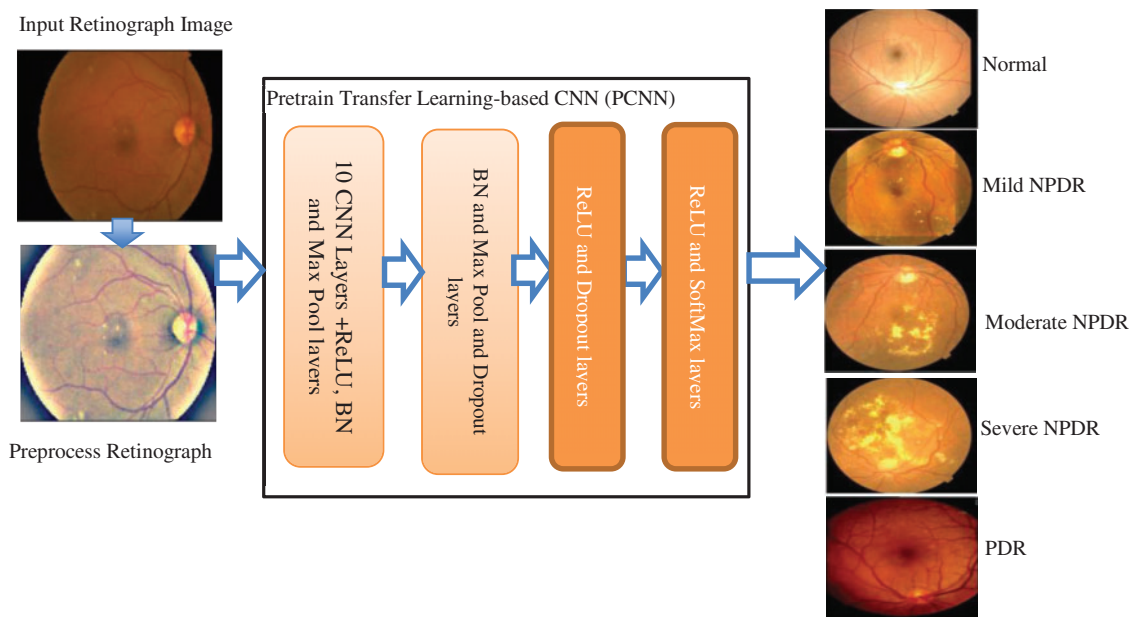 Input Retinograph Image
Preprocess Retinograph
Pretrain Transfer Learning-based CNN (PCNN)
10 CNN Layers +ReLU, BN
and Max Pool layers
BN and Max Pool and Dropout
layers
ReLU and Dropout layers
ReLU and SoftMax layers
Normal
Mild NPDR
Moderate NPDR
Severe NPDR
PDR